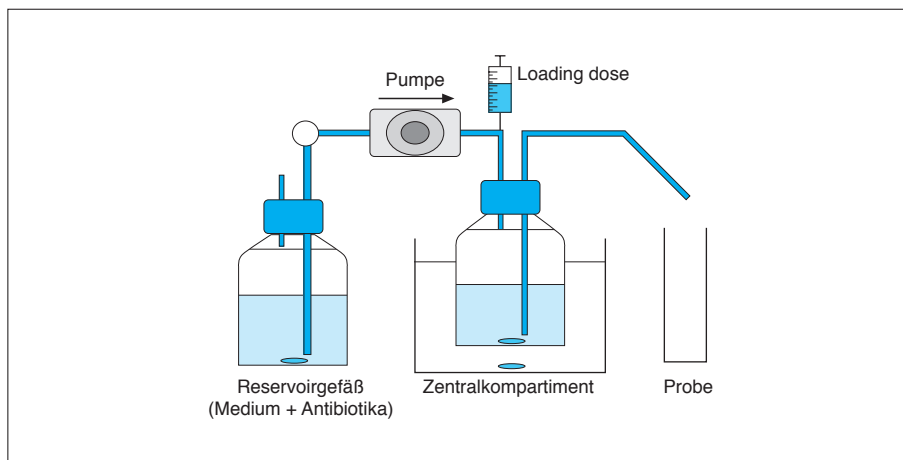 Loading dose
Pumpe
Reservoirgefäß
(Medium + Antibiotika)
Zentralkompartiment
Probe